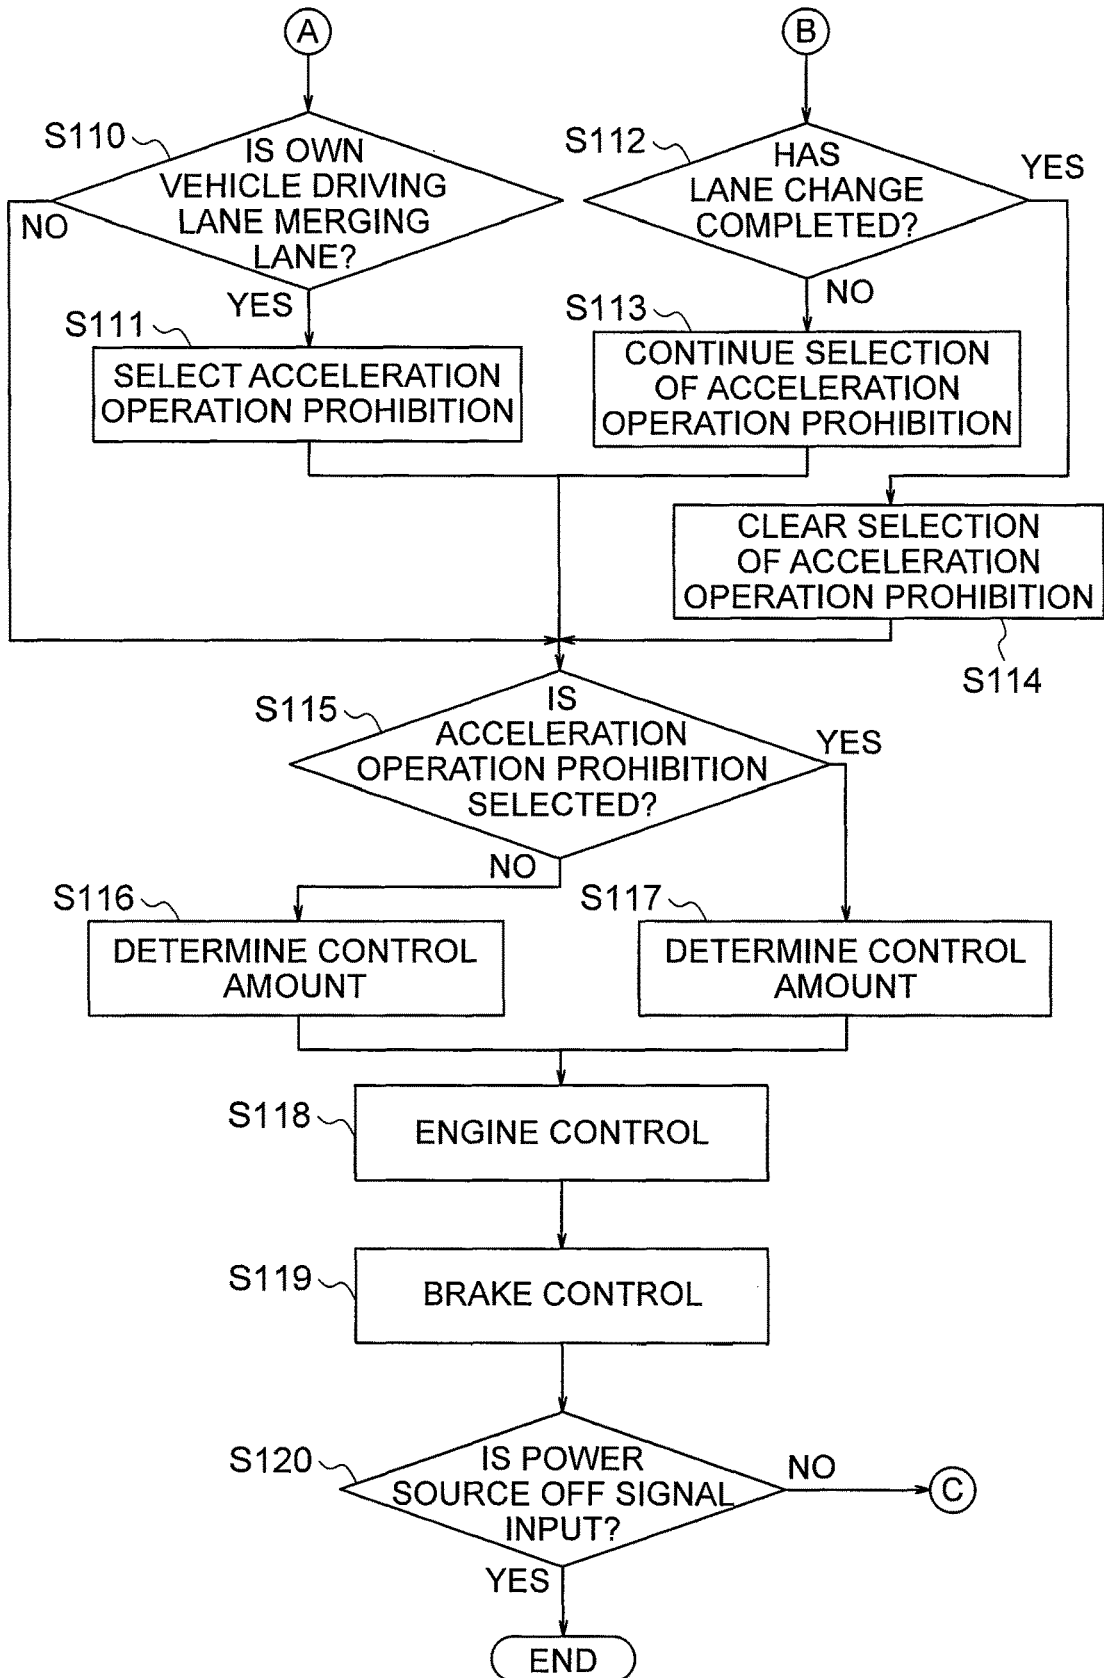 A
B
S110
IS OWN
VEHICLE DRIVING
LANE MERGING
LANE?
NO
YES
S112
HAS
LANE CHANGE
COMPLETED?
YES
NO
S111
SELECT ACCELERATION
OPERATION PROHIBITION
S113
CONTINUE SELECTION
OF ACCELERATION
OPERATION PROHIBITION
CLEAR SELECTION
OF ACCELERATION
OPERATION PROHIBITION
S114
S115
IS
ACCELERATION
OPERATION PROHIBITION
SELECTED?
YES
NO
S116
DETERMINE CONTROL
AMOUNT
S117
DETERMINE CONTROL
AMOUNT
S118
ENGINE CONTROL
S119
BRAKE CONTROL
S120
IS POWER
SOURCE OFF SIGNAL
INPUT?
NO
C
YES
END